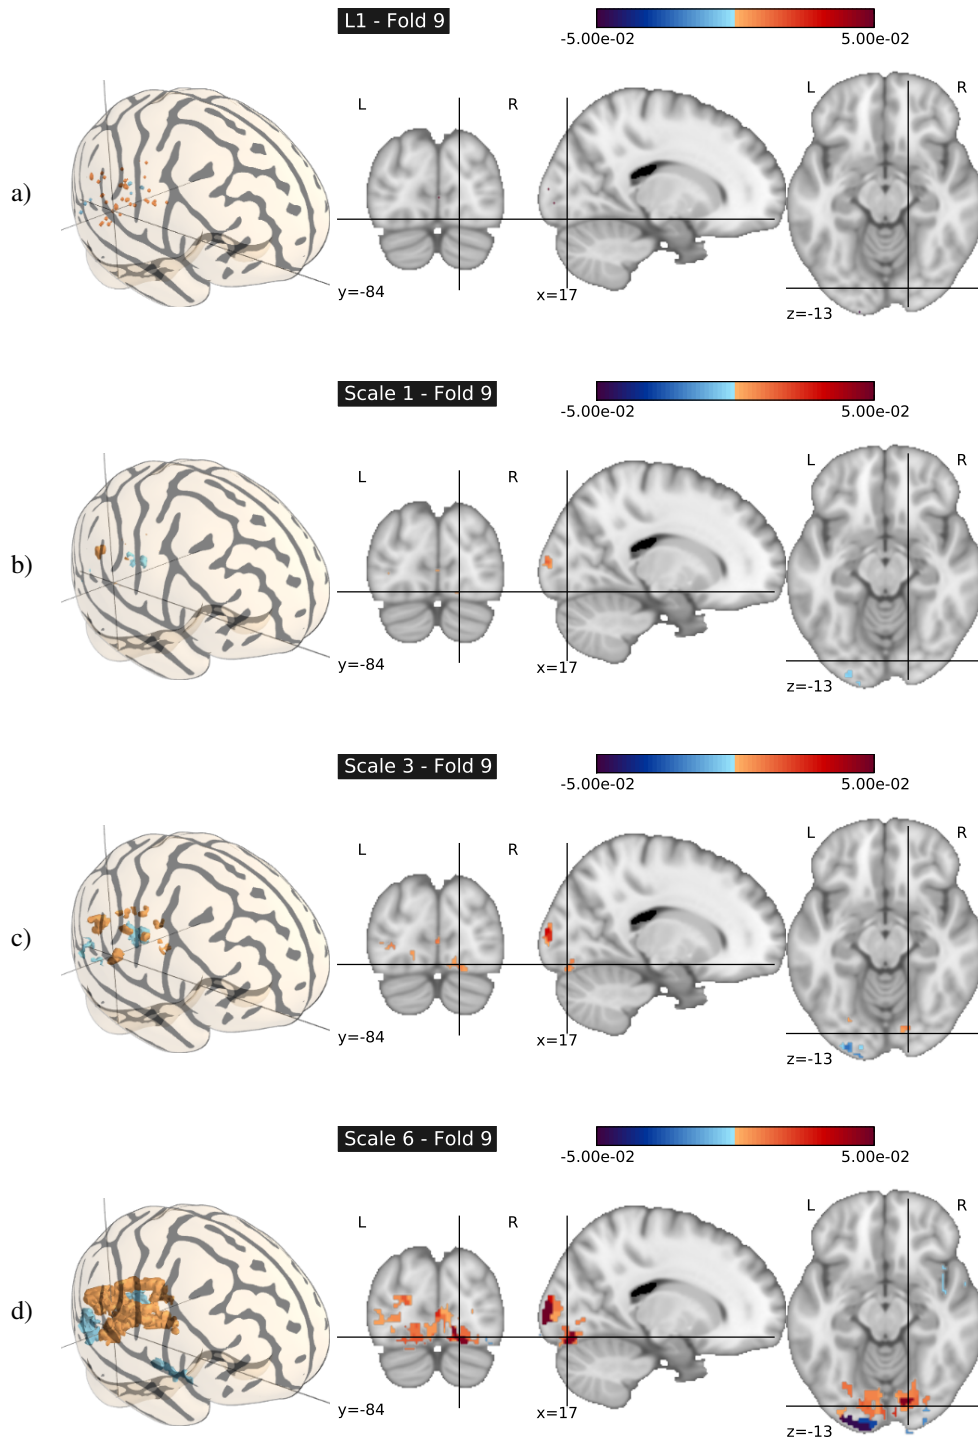 L1 - Fold 9
-5.00e-02 5.00e-02
L R L R
a)
y=-84 x=17 z=-13
Scale 1 - Fold 9
-5.00e-02 5.00e-02
L R L R
b)
y=-84 x=17 z=-13
Scale 3 - Fold 9
-5.00e-02 5.00e-02
L R L R
c)
y=-84 x=17 z=-13
Scale 6 - Fold 9
-5.00e-02 5.00e-02
L R L R
d)
y=-84 x=17 z=-13